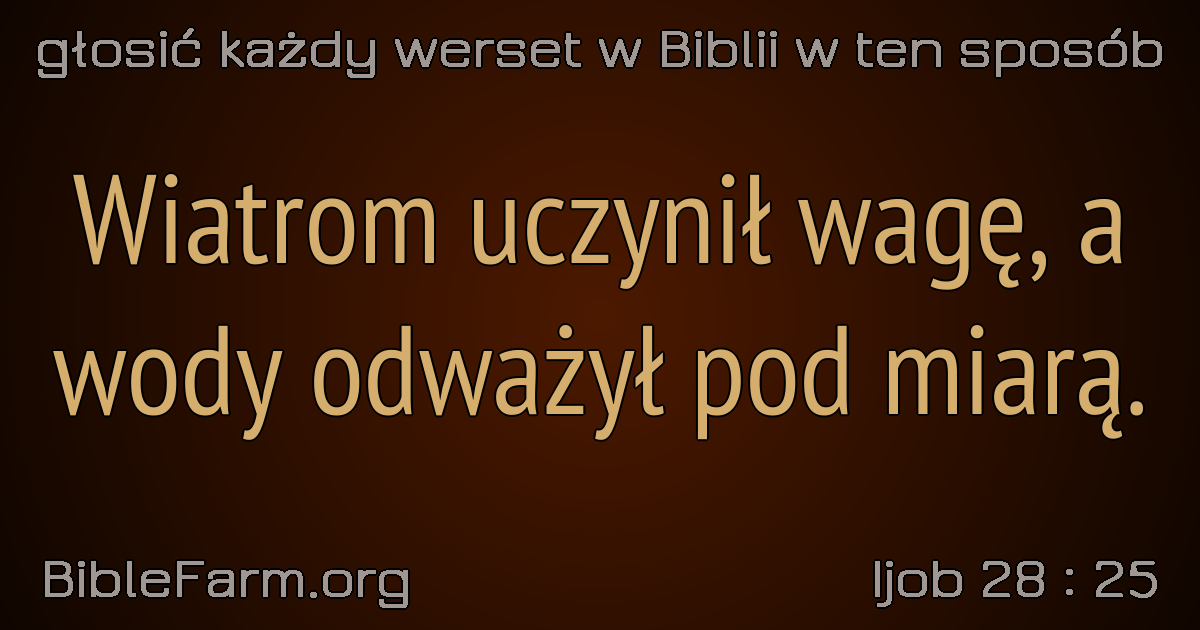 głosić każdy werset w Biblii w ten sposób
Wiatrom uczynił wagę, a
wody odważył pod miarą.
BibleFarm.org
Ijob 28 : 25